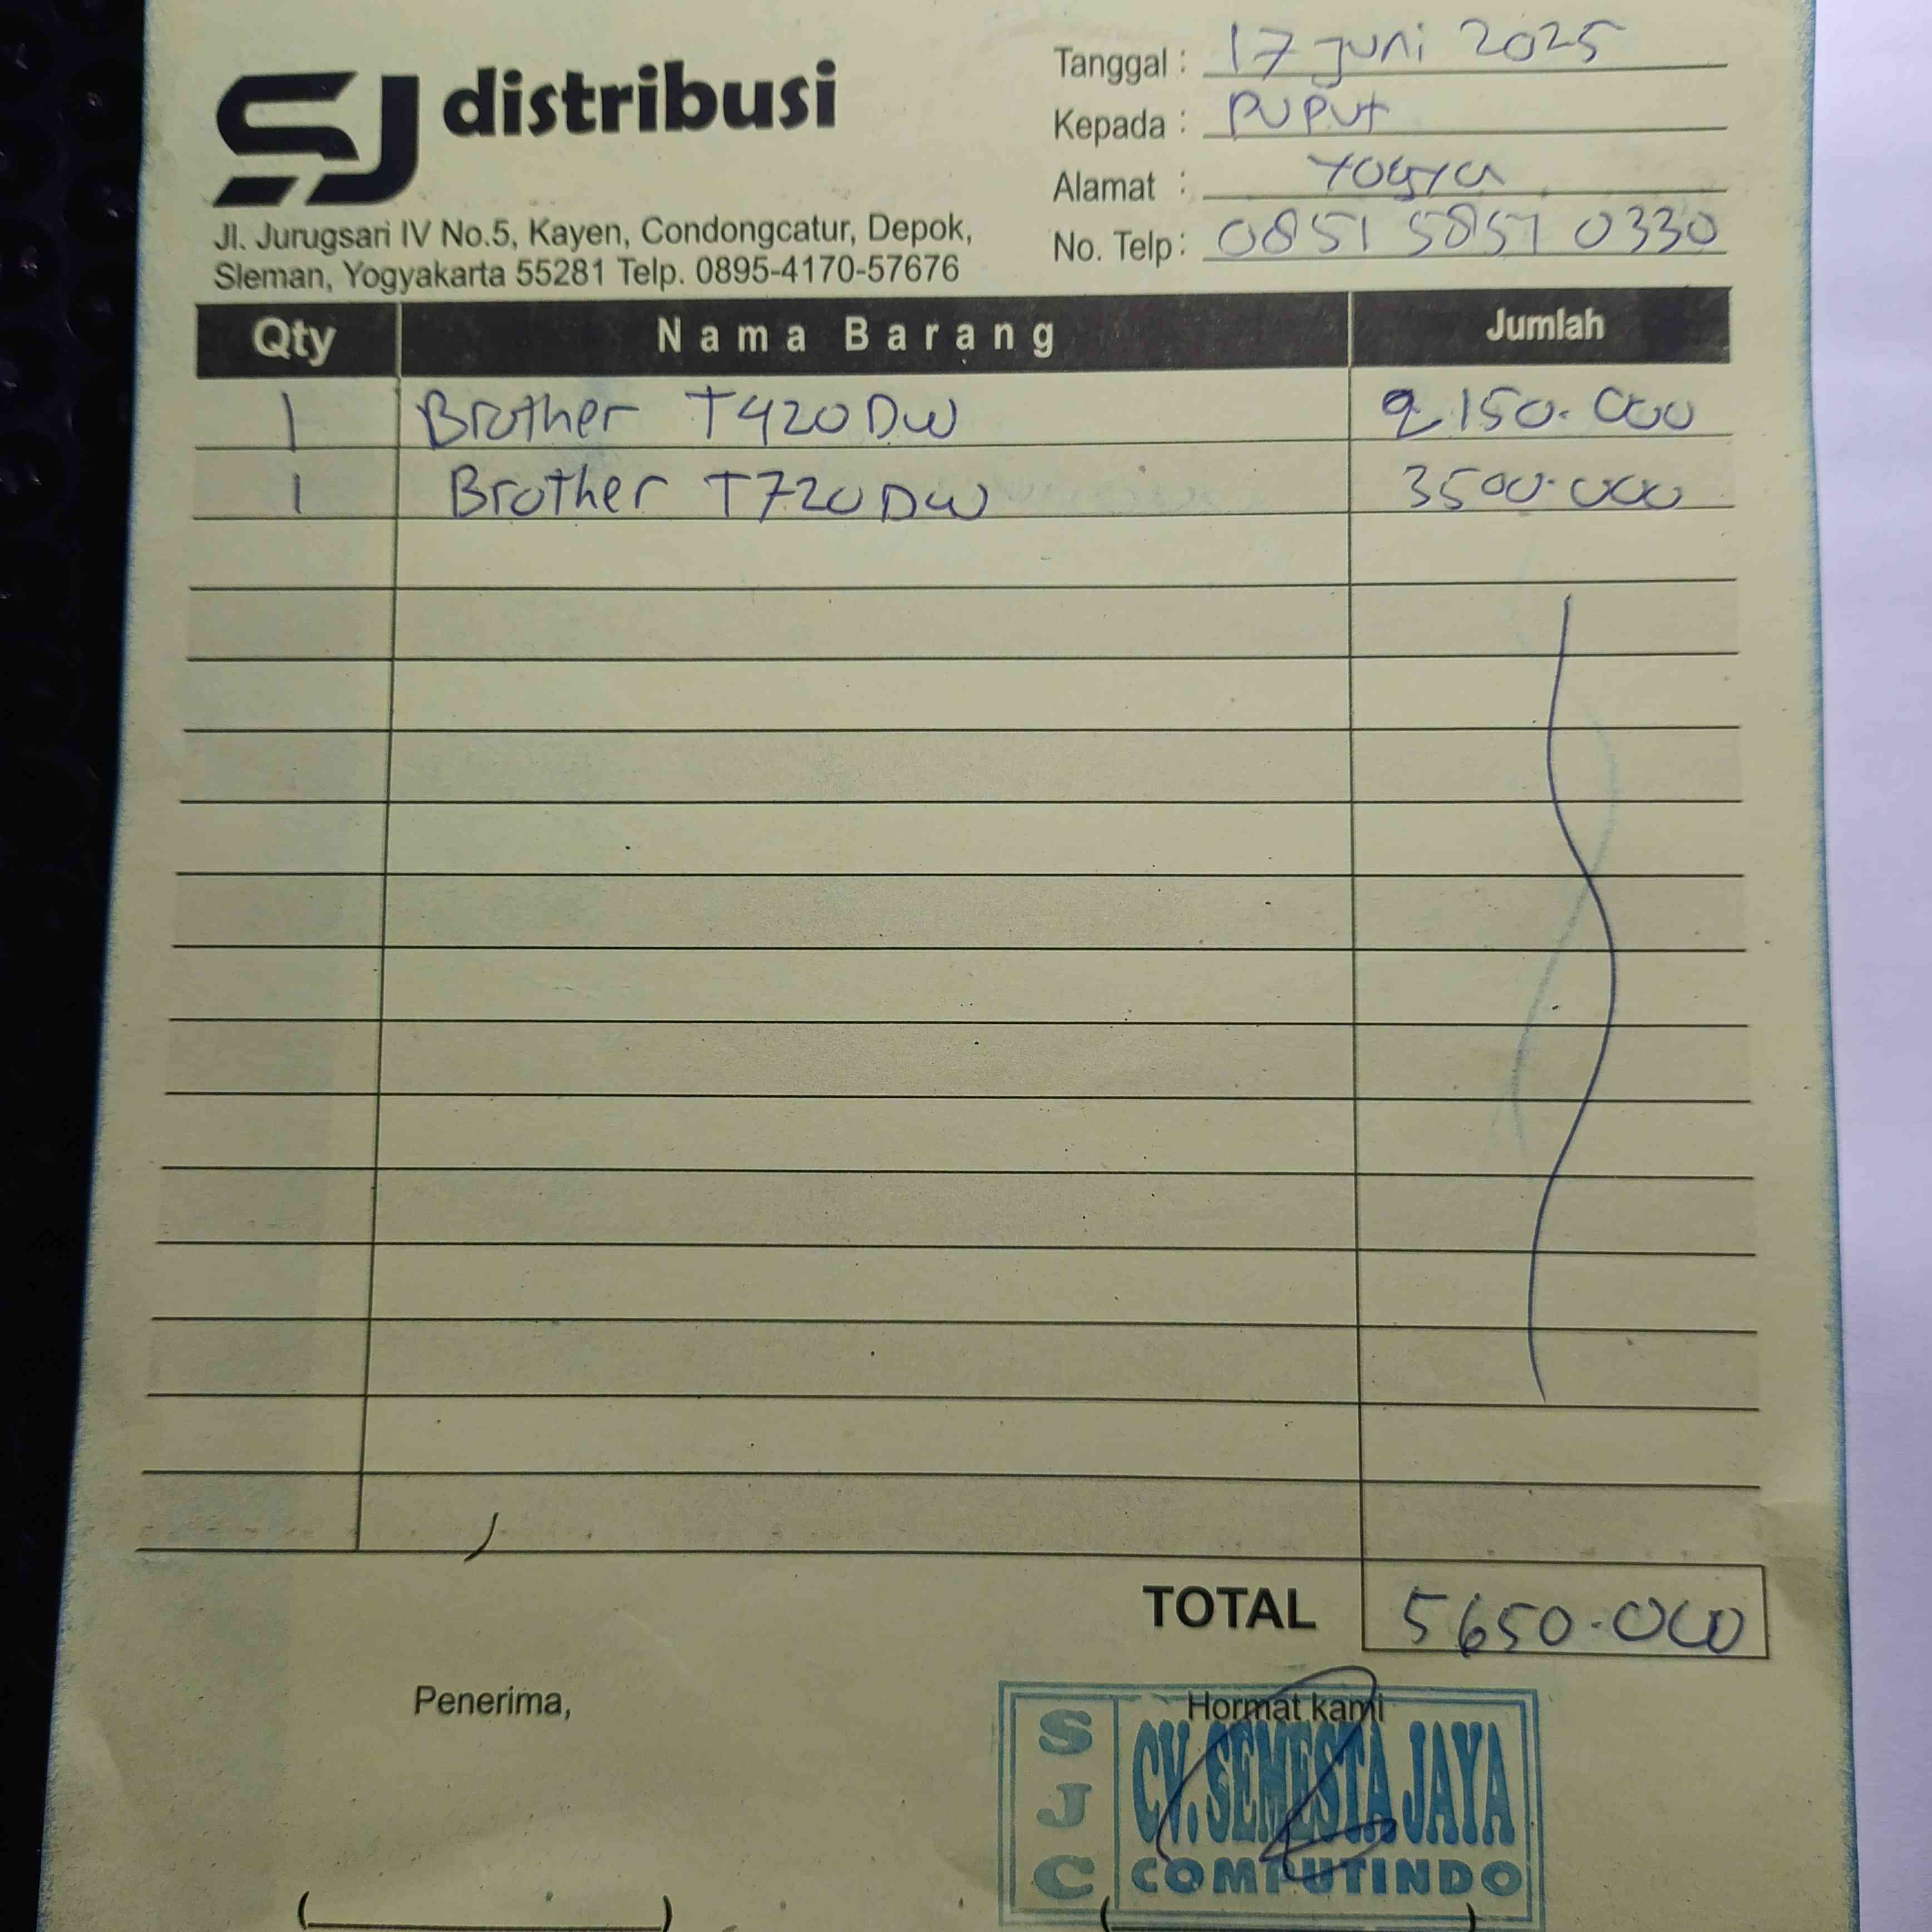 SJ distribusi
Jl. Jurugsari IV No.5, Kayen, Condongcatur, Depok,
Sleman, Yogyakarta 55281 Telp. 0895-4170-57676
Tanggal : 17 Juni 2025
Kepada : PUPUt
Alamat : Yogya
No. Telp : 0851 5857 0330
Qty Nama Barang Jumlah
1 Brother T420DW 2.150.000
1 Brother T720DW 3500.000
TOTAL 5650.000
Penerima,
Hormat kami
SJC
CV. SEMESTA JAYA
COMPUTINDO